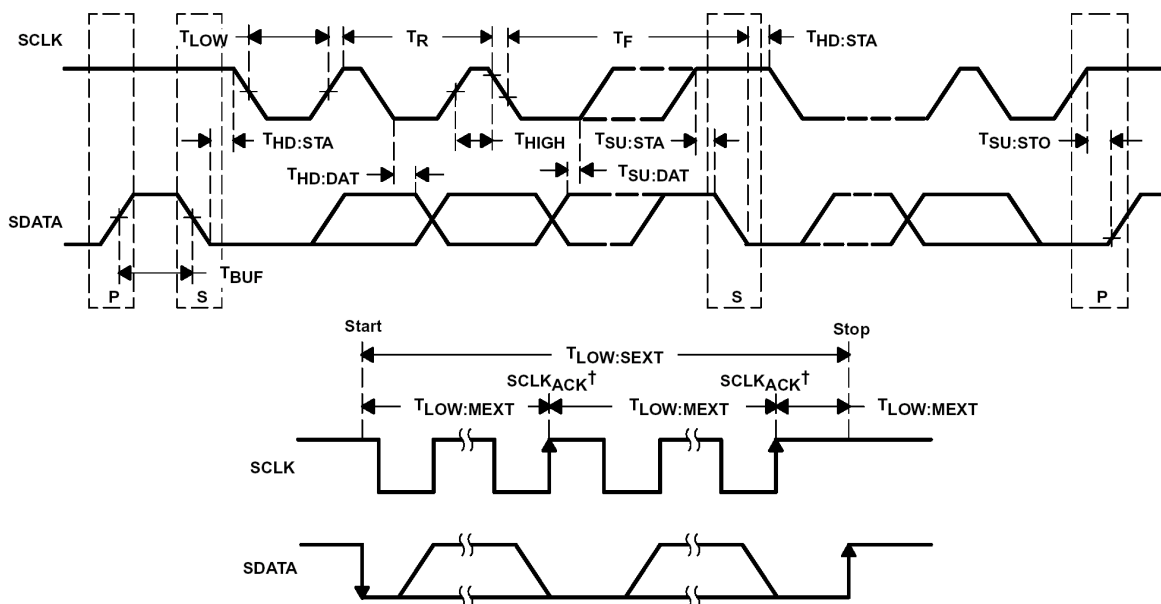 SCLK
TLOW
TR
TF
THD:STA
THD:STA
THIGH
TSU:STA
TSU:STO
THD:DAT
TSU:DAT
SDATA
TBUF
P
S
S
P
Start
Stop
TLOW:SEXT
SCLKACK†
SCLKACK†
TLOW:MEXT
TLOW:MEXT
TLOW:MEXT
SCLK
SDATA